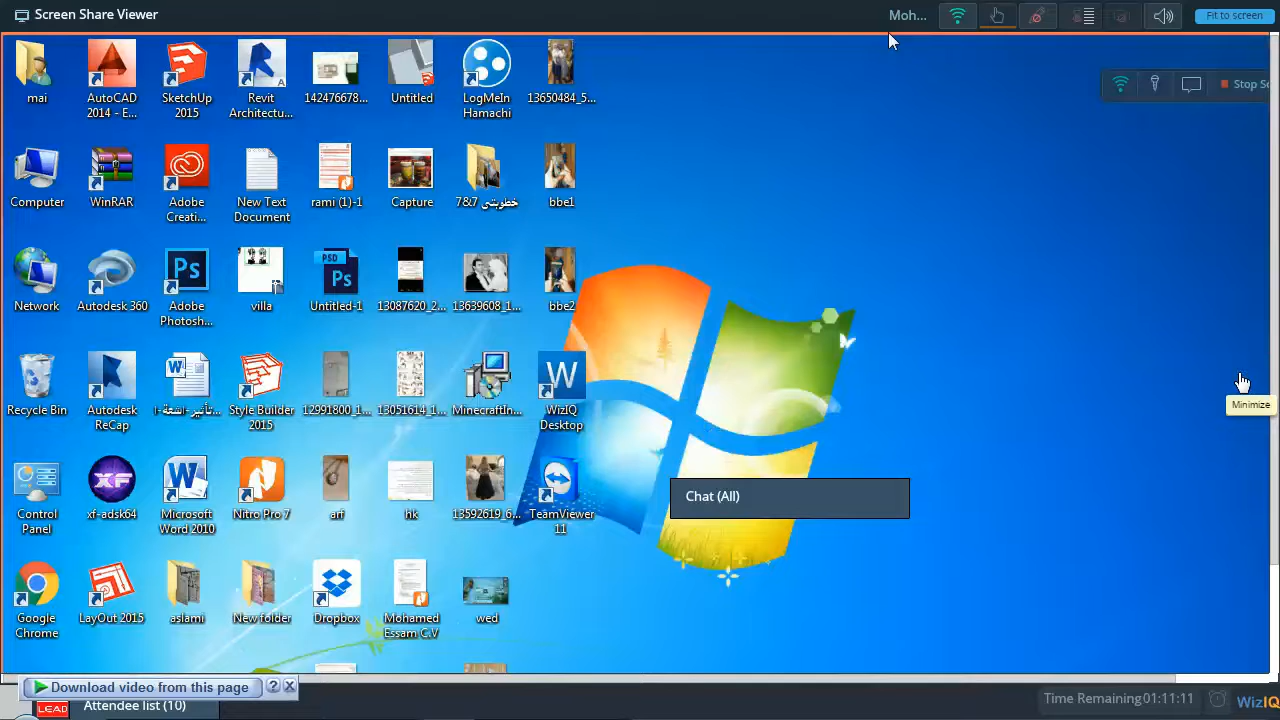 Screen Share Viewer
Moh...
Fit to screen
mai
AutoCAD
2014 - E...
SketchUp
2015
Revit
Architectu...
142476678...
Untitled
LogMeIn
Hamachi
13650484_5...
Stop S
Computer
WinRAR
Adobe
Creati...
New Text
Document
rami (1)-1
Capture
خطوبتى 7&7
bbe1
Network
Autodesk 360
Adobe
Photosh...
villa
PSD
Ps
Untitled-1
13087620_2...
13639608_1...
bbe2
Recycle Bin
Autodesk
ReCap
Style Builder
2015
12991800_1...
13051614_1...
MinecraftIn...
WizIQ
Desktop
Minimize
Control
Panel
xf-adsk64
Microsoft
Word 2010
Nitro Pro 7
arf
hk
13592619_6...
TeamViewer
11
Chat (All)
Google
Chrome
LayOut 2015
aslami
New folder
Dropbox
Mohamed
Essam C.V
wed
Download video from this page
LEAD
Attendee list (10)
Time Remaining 01:11:11
WizIQ